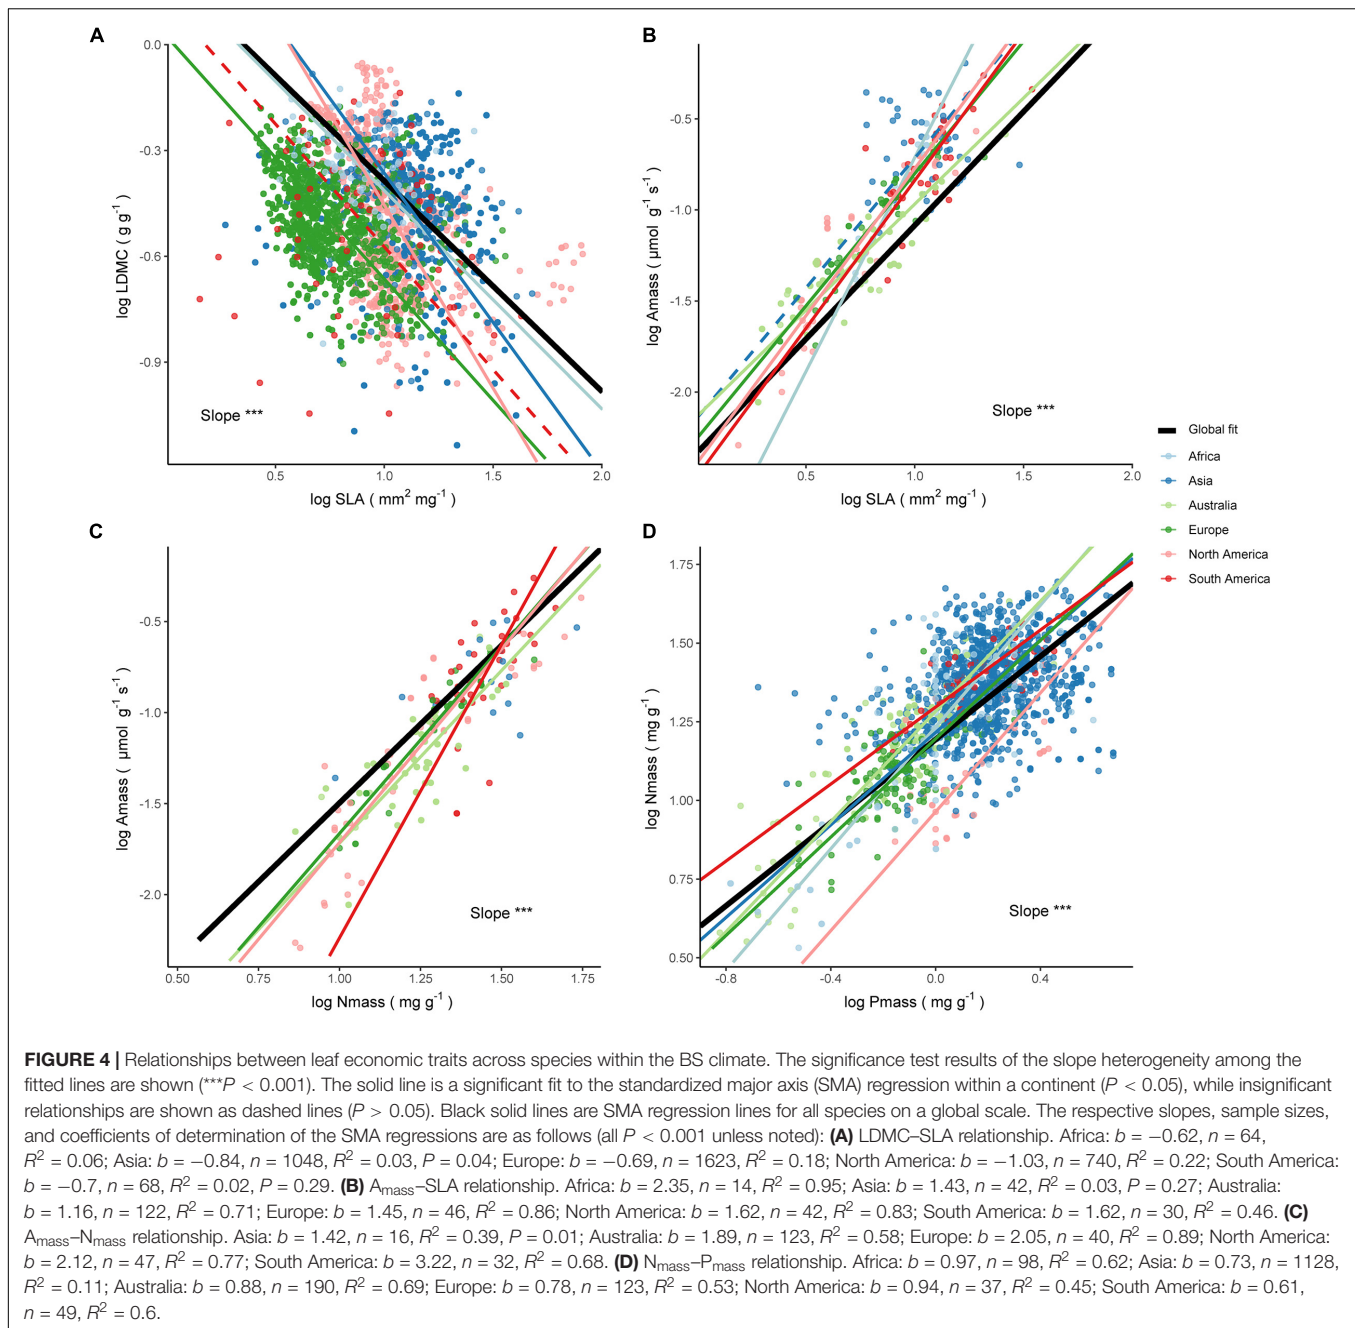 A
0.0
-0.3
-0.6
-0.9
log LDMC ( g g-1 )
Slope ***
0.5
1.0
1.5
2.0
log SLA ( mm2 mg-1 )
B
-0.5
-1.0
-1.5
-2.0
log Amass ( μmol g-1 s-1 )
Slope ***
0.5
1.0
1.5
2.0
log SLA ( mm2 mg-1 )
Global fit
Africa
Asia
Australia
Europe
North America
South America
C
-0.5
-1.0
-1.5
-2.0
log Amass ( μmol g-1 s-1 )
Slope ***
0.50
0.75
1.00
1.25
1.50
1.75
log Nmass ( mg g-1 )
D
1.75
1.50
1.25
1.00
0.75
0.50
log Nmass ( mg g-1 )
Slope ***
-0.8
-0.4
0.0
0.4
log Pmass ( mg g-1 )
FIGURE 4 | Relationships between leaf economic traits across species within the BS climate. The significance test results of the slope heterogeneity among the
fitted lines are shown (***P < 0.001). The solid line is a significant fit to the standardized major axis (SMA) regression within a continent (P < 0.05), while insignificant
relationships are shown as dashed lines (P > 0.05). Black solid lines are SMA regression lines for all species on a global scale. The respective slopes, sample sizes,
and coefficients of determination of the SMA regressions are as follows (all P < 0.001 unless noted): (A) LDMC–SLA relationship. Africa: b = −0.62, n = 64,
R2 = 0.06; Asia: b = −0.84, n = 1048, R2 = 0.03, P = 0.04; Europe: b = −0.69, n = 1623, R2 = 0.18; North America: b = −1.03, n = 740, R2 = 0.22; South America:
b = −0.7, n = 68, R2 = 0.02, P = 0.29. (B) Amass–SLA relationship. Africa: b = 2.35, n = 14, R2 = 0.95; Asia: b = 1.43, n = 42, R2 = 0.03, P = 0.27; Australia:
b = 1.16, n = 122, R2 = 0.71; Europe: b = 1.45, n = 46, R2 = 0.86; North America: b = 1.62, n = 42, R2 = 0.83; South America: b = 1.62, n = 30, R2 = 0.46. (C)
Amass–Nmass relationship. Asia: b = 1.42, n = 16, R2 = 0.39, P = 0.01; Australia: b = 1.89, n = 123, R2 = 0.58; Europe: b = 2.05, n = 40, R2 = 0.89; North America:
b = 2.12, n = 47, R2 = 0.77; South America: b = 3.22, n = 32, R2 = 0.68. (D) Nmass–Pmass relationship. Africa: b = 0.97, n = 98, R2 = 0.62; Asia: b = 0.73, n = 1128,
R2 = 0.11; Australia: b = 0.88, n = 190, R2 = 0.69; Europe: b = 0.78, n = 123, R2 = 0.53; North America: b = 0.94, n = 37, R2 = 0.45; South America: b = 0.61,
n = 49, R2 = 0.6.